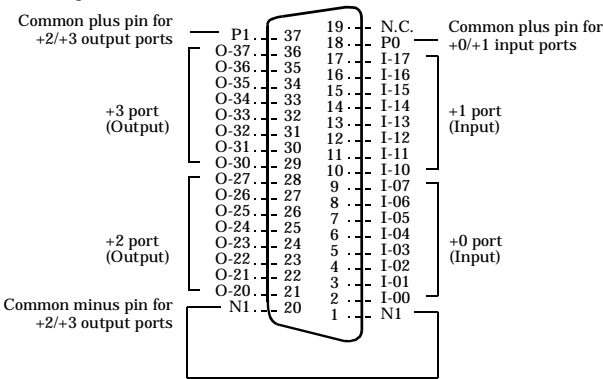 Common plus pin for
+2/+3 output ports
P1 37
O-37 36
O-36 35
O-35 34
O-34 33
O-33 32
O-32 31
O-31 30
O-30 29
O-27 28
O-26 27
O-25 26
O-24 25
O-23 24
O-22 23
O-21 22
O-20 21
N1 20
+3 port
(Output)
+2 port
(Output)
Common minus pin for
+2/+3 output ports
19 N.C.
18 P0
17 I-17
16 I-16
15 I-15
14 I-14
13 I-13
12 I-12
11 I-11
10 I-10
9 I-07
8 I-06
7 I-05
6 I-04
5 I-03
4 I-02
3 I-01
2 I-00
1 N1
Common plus pin for
+0/+1 input ports
+1 port
(Input)
+0 port
(Input)